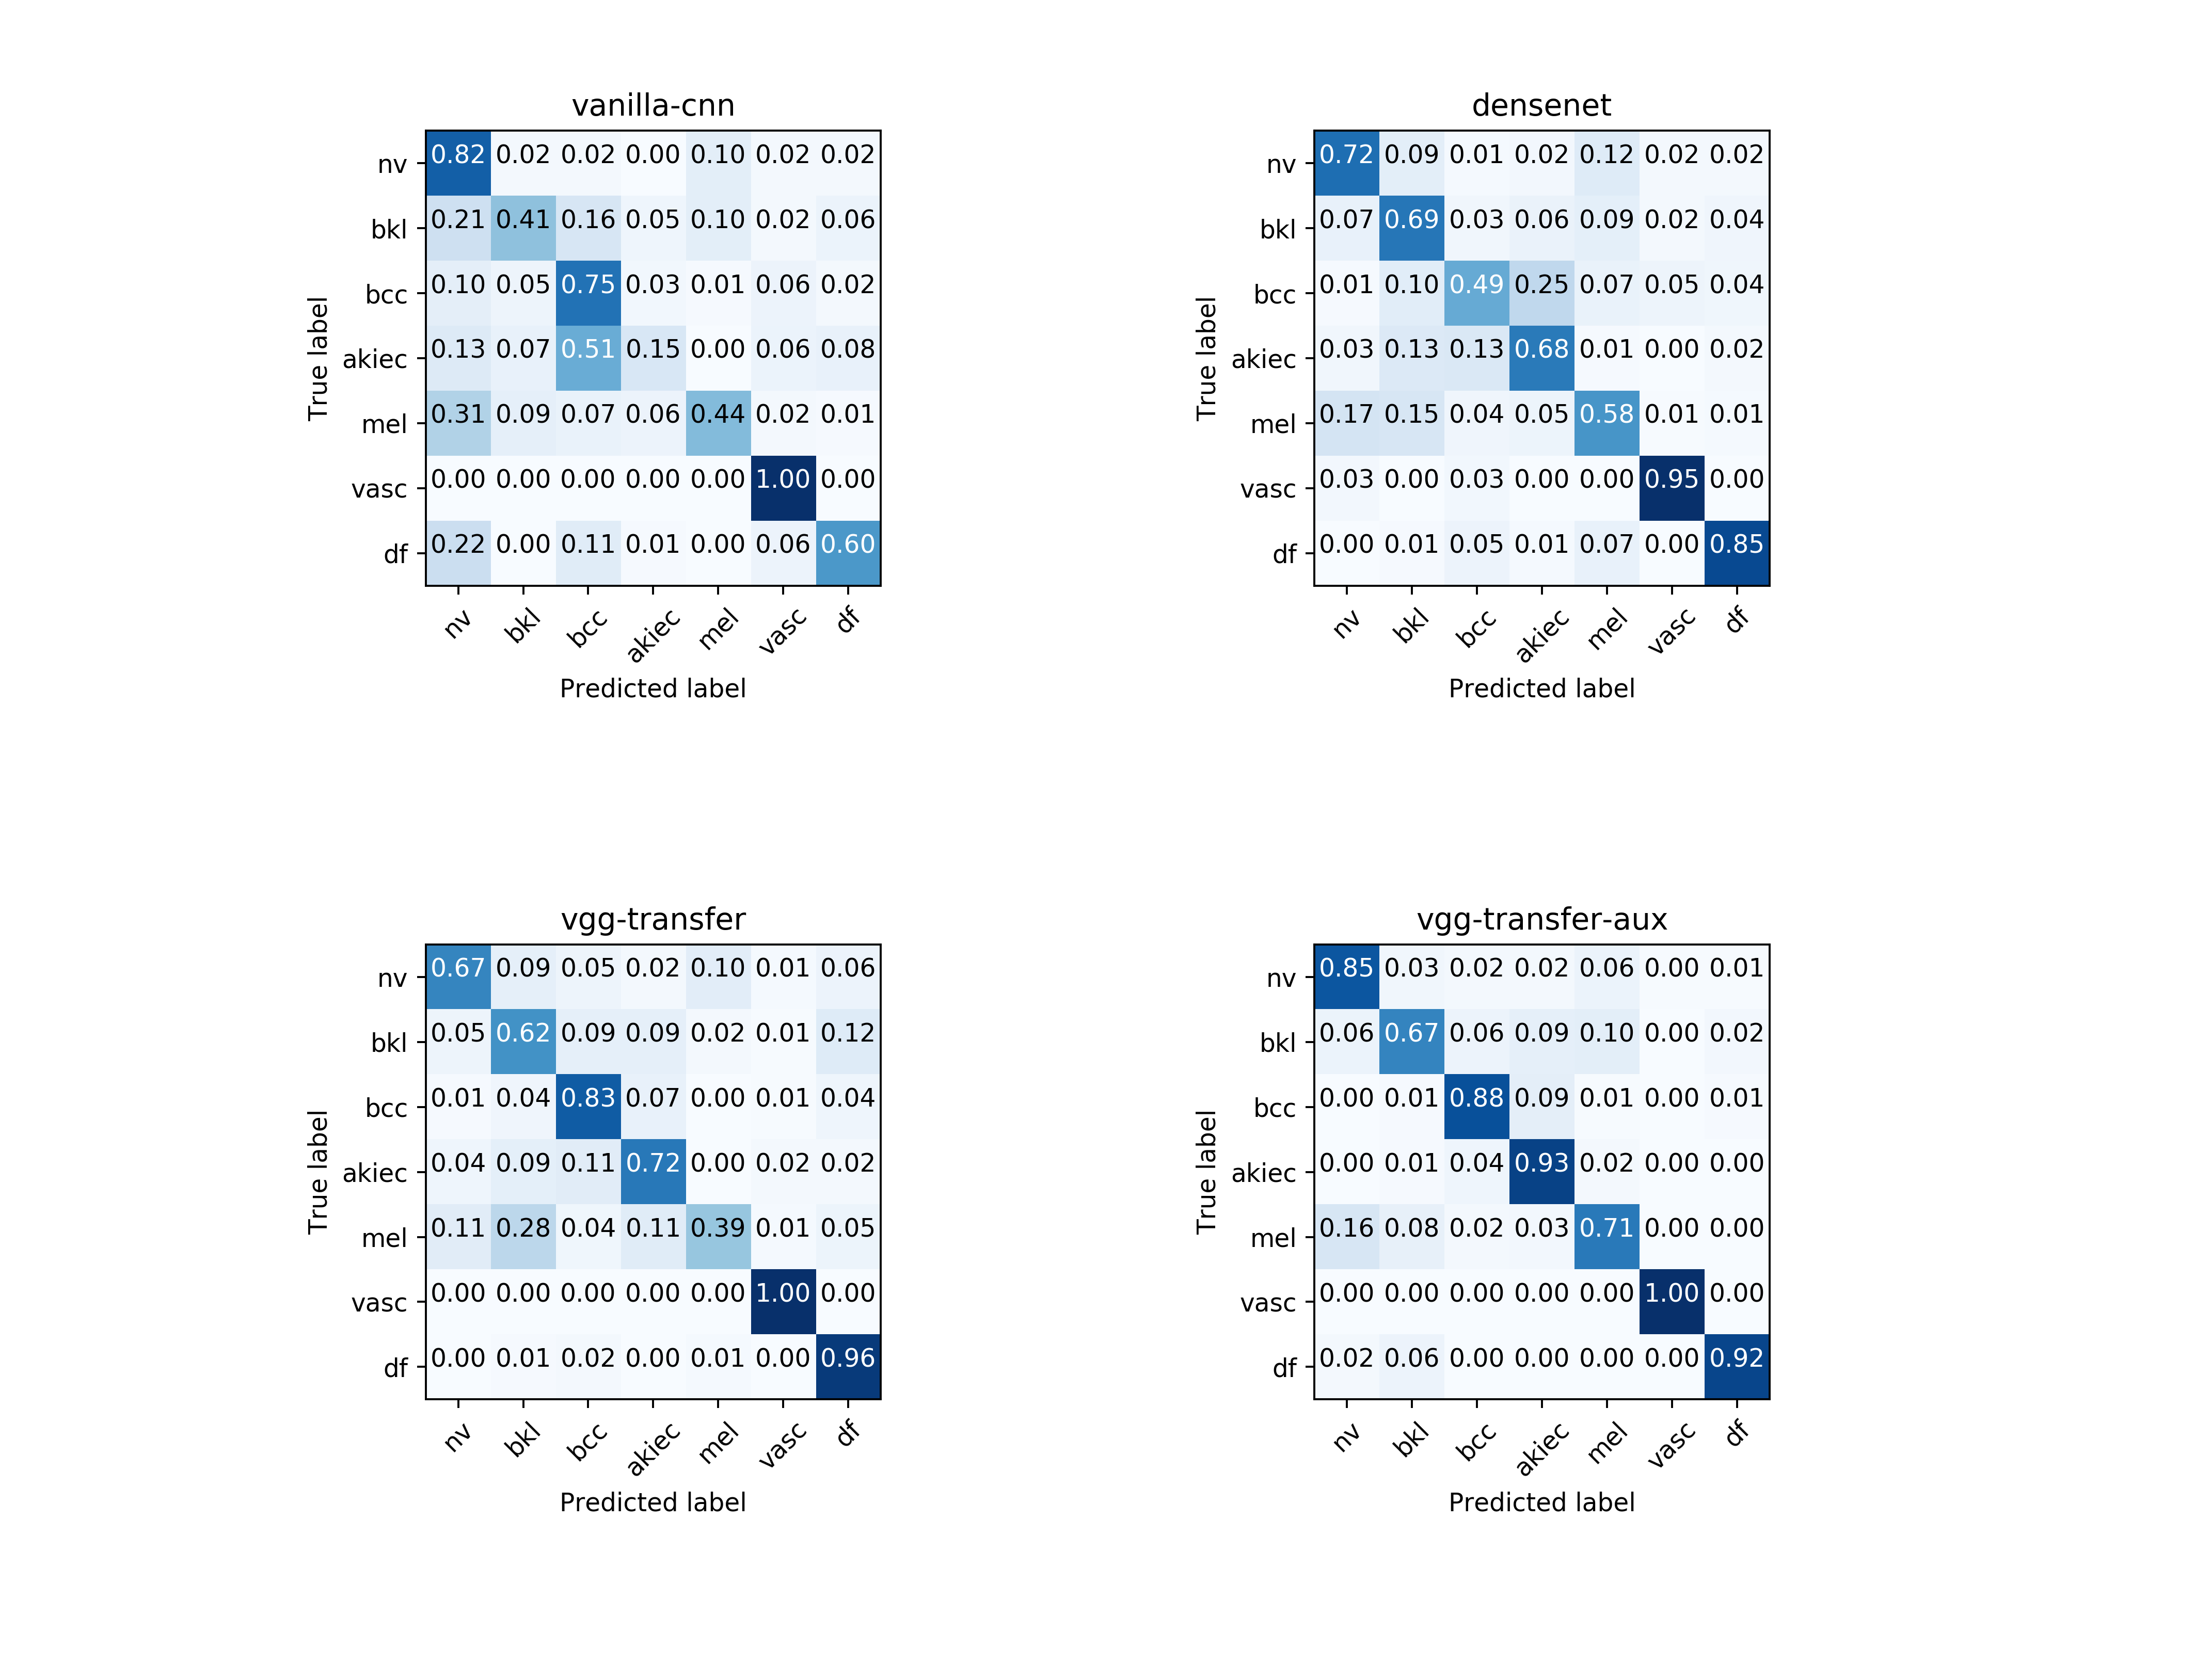 vanilla-cnn
True label
nv 0.82 0.02 0.02 0.00 0.10 0.02 0.02
bkl 0.21 0.41 0.16 0.05 0.10 0.02 0.06
bcc 0.10 0.05 0.75 0.03 0.01 0.06 0.02
akiec 0.13 0.07 0.51 0.15 0.00 0.06 0.08
mel 0.31 0.09 0.07 0.06 0.44 0.02 0.01
vasc 0.00 0.00 0.00 0.00 0.00 1.00 0.00
df 0.22 0.00 0.11 0.01 0.00 0.06 0.60
nv bkl bcc akiec mel vasc df
Predicted label
densenet
True label
nv 0.72 0.09 0.01 0.02 0.12 0.02 0.02
bkl 0.07 0.69 0.03 0.06 0.09 0.02 0.04
bcc 0.01 0.10 0.49 0.25 0.07 0.05 0.04
akiec 0.03 0.13 0.13 0.68 0.01 0.00 0.02
mel 0.17 0.15 0.04 0.05 0.58 0.01 0.01
vasc 0.03 0.00 0.03 0.00 0.00 0.95 0.00
df 0.00 0.01 0.05 0.01 0.07 0.00 0.85
nv bkl bcc akiec mel vasc df
Predicted label
vgg-transfer
True label
nv 0.67 0.09 0.05 0.02 0.10 0.01 0.06
bkl 0.05 0.62 0.09 0.09 0.02 0.01 0.12
bcc 0.01 0.04 0.83 0.07 0.00 0.01 0.04
akiec 0.04 0.09 0.11 0.72 0.00 0.02 0.02
mel 0.11 0.28 0.04 0.11 0.39 0.01 0.05
vasc 0.00 0.00 0.00 0.00 0.00 1.00 0.00
df 0.00 0.01 0.02 0.00 0.01 0.00 0.96
nv bkl bcc akiec mel vasc df
Predicted label
vgg-transfer-aux
True label
nv 0.85 0.03 0.02 0.02 0.06 0.00 0.01
bkl 0.06 0.67 0.06 0.09 0.10 0.00 0.02
bcc 0.00 0.01 0.88 0.09 0.01 0.00 0.01
akiec 0.00 0.01 0.04 0.93 0.02 0.00 0.00
mel 0.16 0.08 0.02 0.03 0.71 0.00 0.00
vasc 0.00 0.00 0.00 0.00 0.00 1.00 0.00
df 0.02 0.06 0.00 0.00 0.00 0.00 0.92
nv bkl bcc akiec mel vasc df
Predicted label